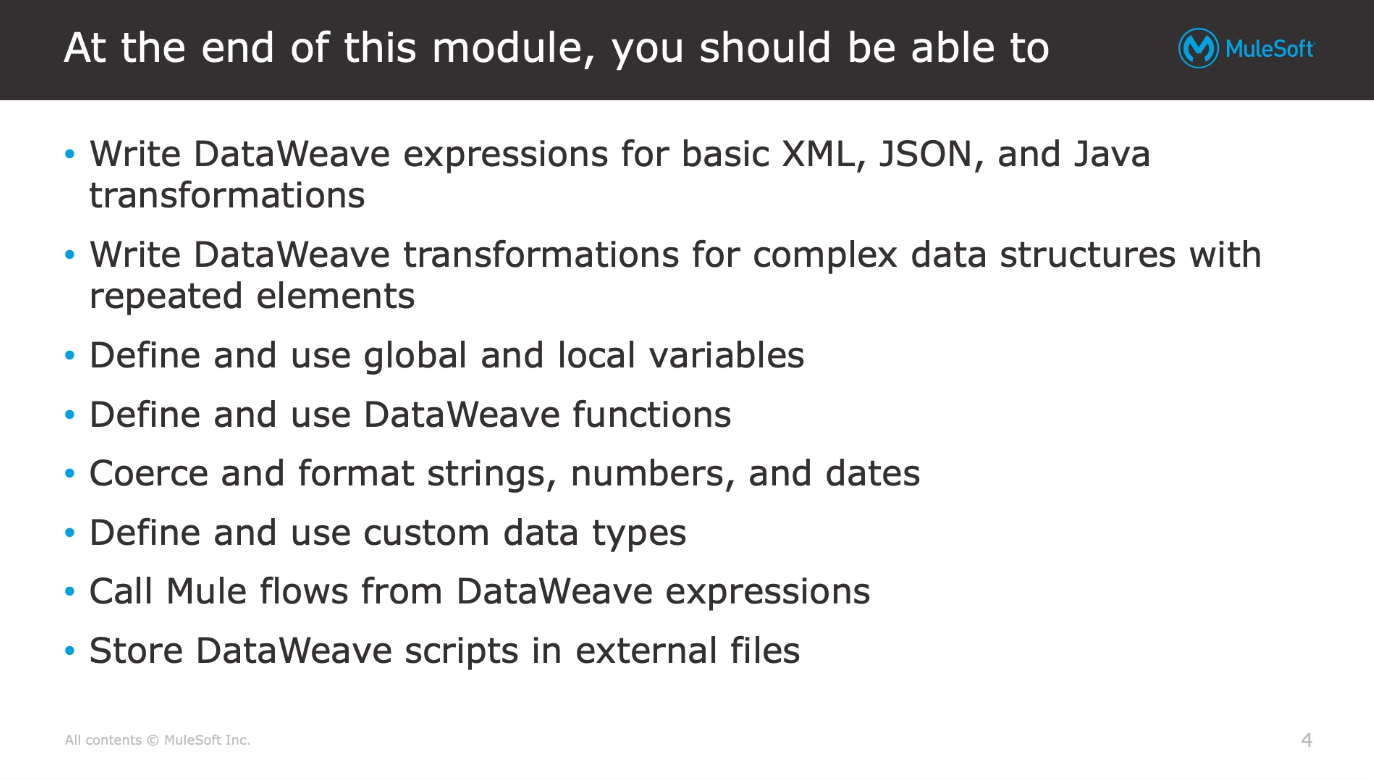 At the end of this module, you should be able to
MuleSoft
• Write DataWeave expressions for basic XML, JSON, and Java
transformations
• Write DataWeave transformations for complex data structures with
repeated elements
• Define and use global and local variables
• Define and use DataWeave functions
• Coerce and format strings, numbers, and dates
• Define and use custom data types
• Call Mule flows from DataWeave expressions
• Store DataWeave scripts in external files
All contents © MuleSoft Inc.
4